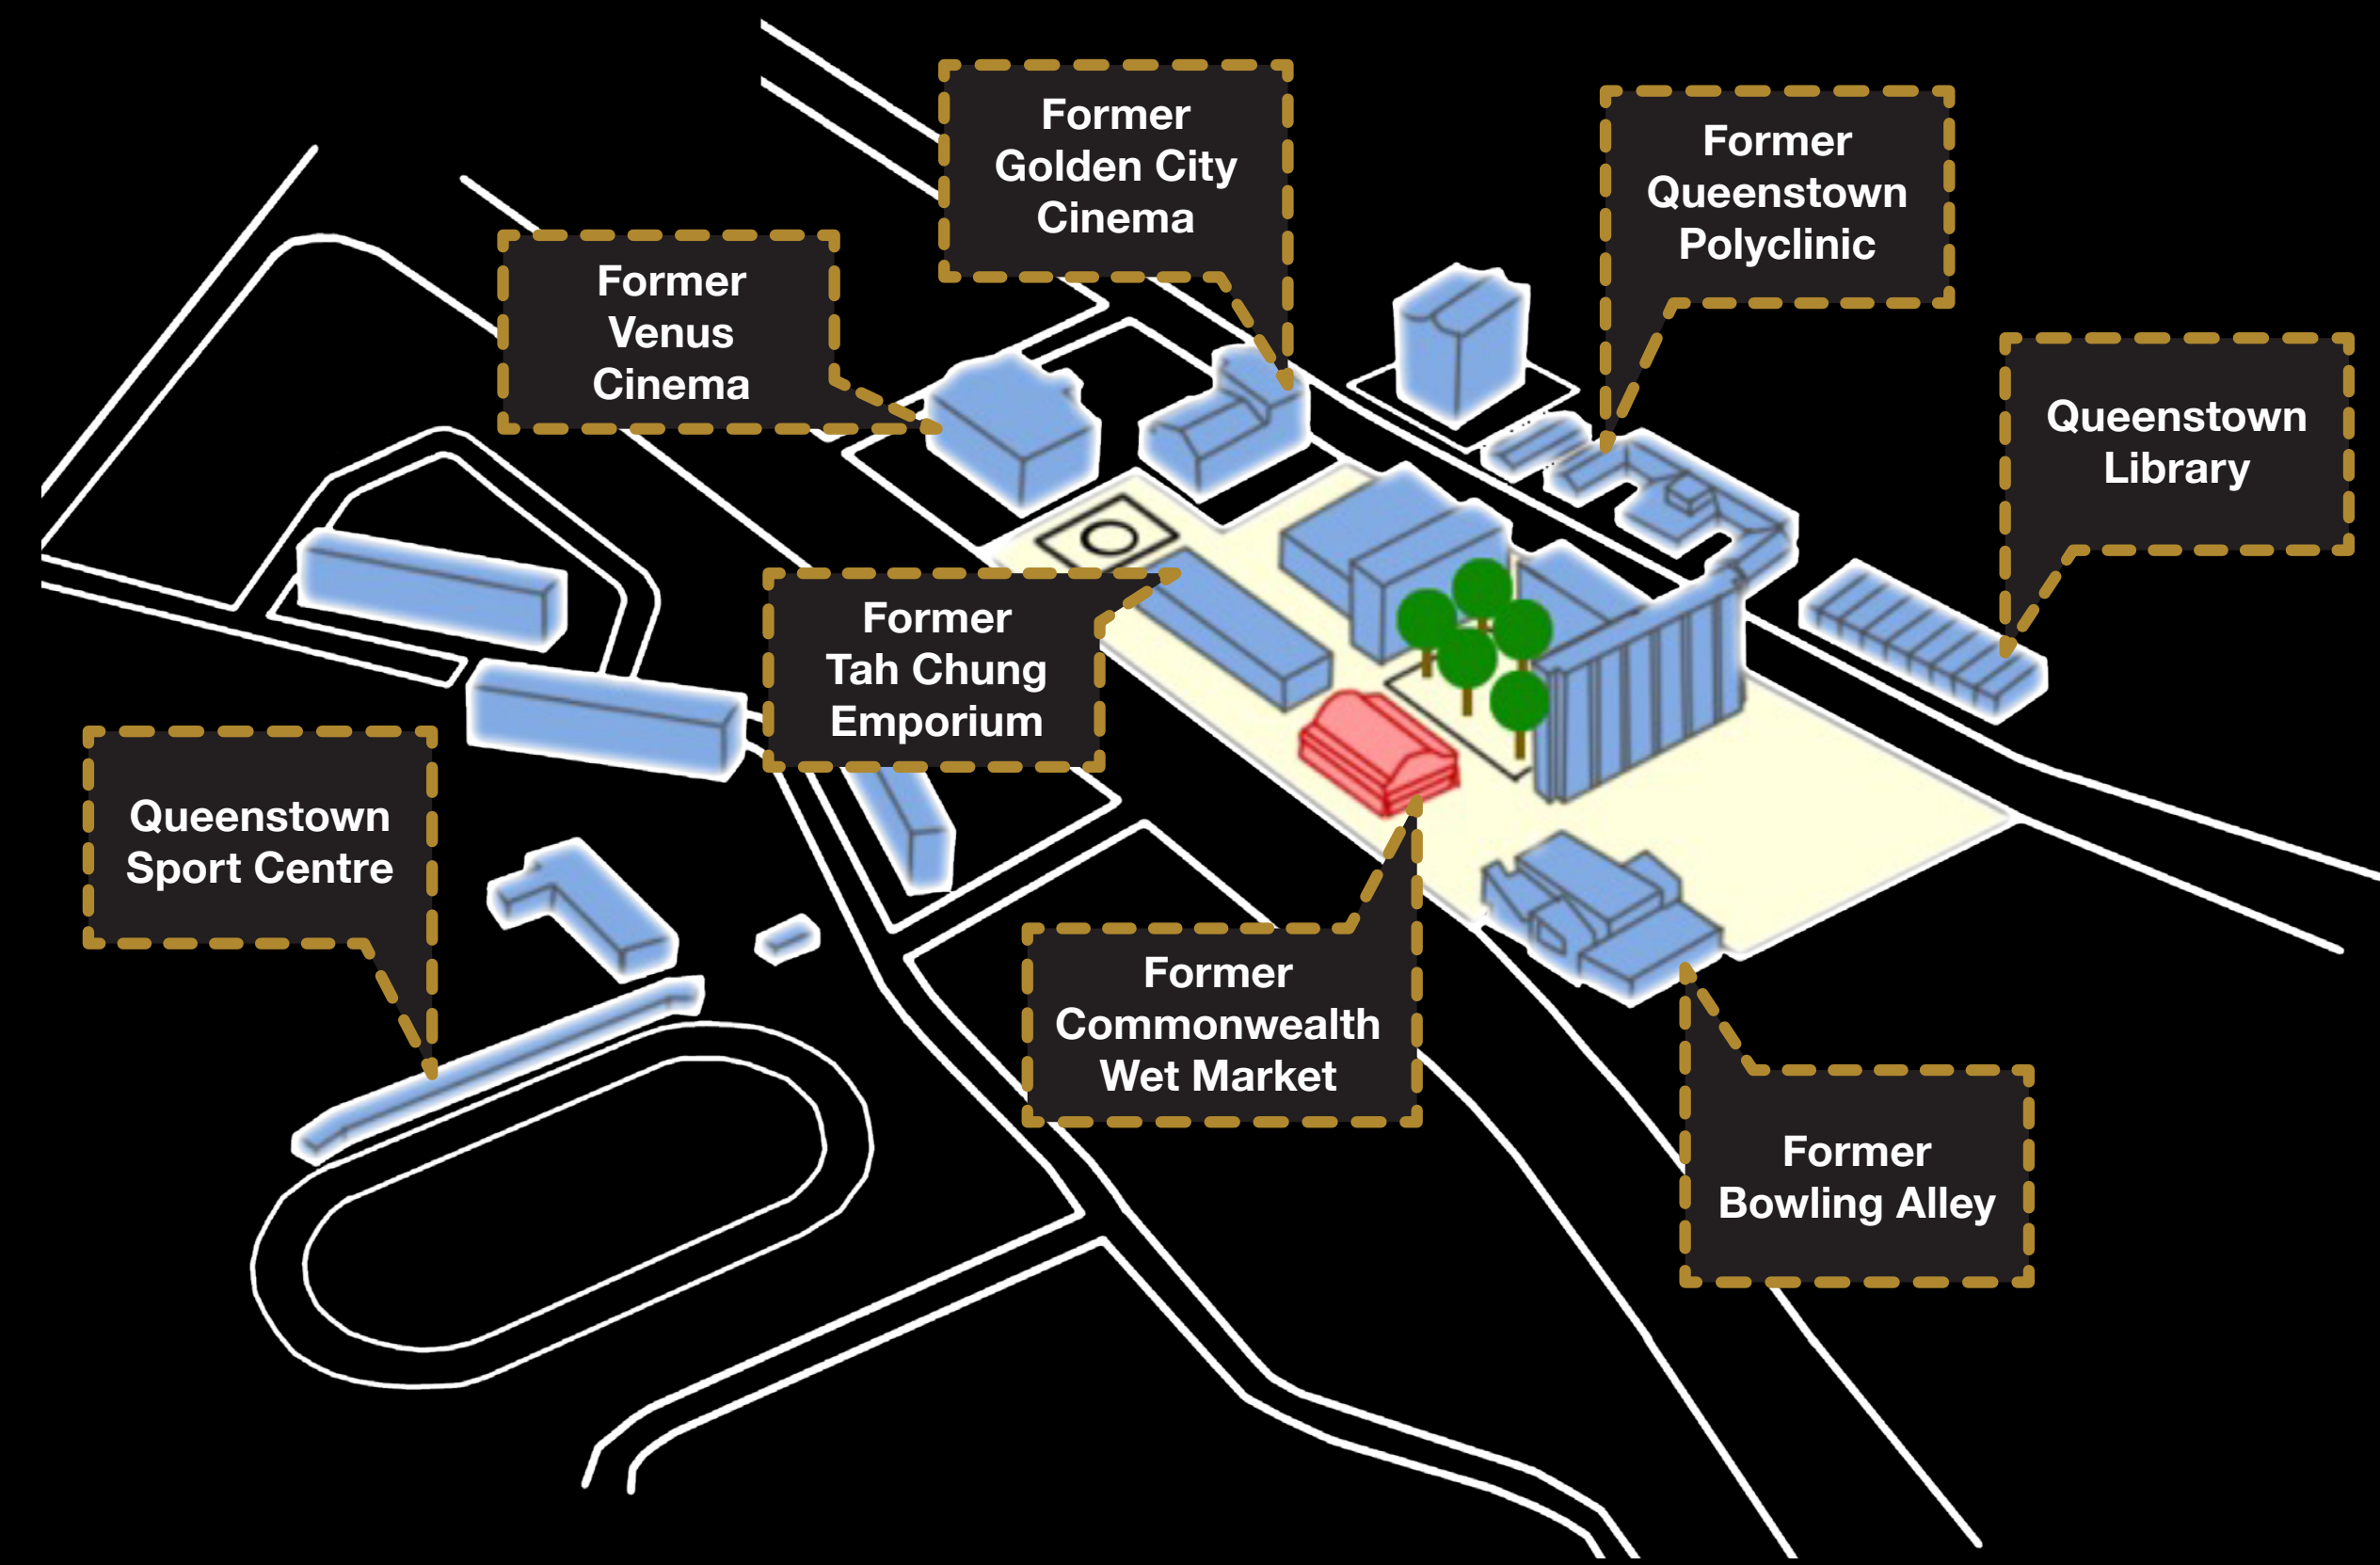 Former
Golden City
Cinema
Former
Queenstown
Polyclinic
Former
Venus
Cinema
Queenstown
Library
Former
Tah Chung
Emporium
Queenstown
Sport Centre
Former
Commonwealth
Wet Market
Former
Bowling Alley